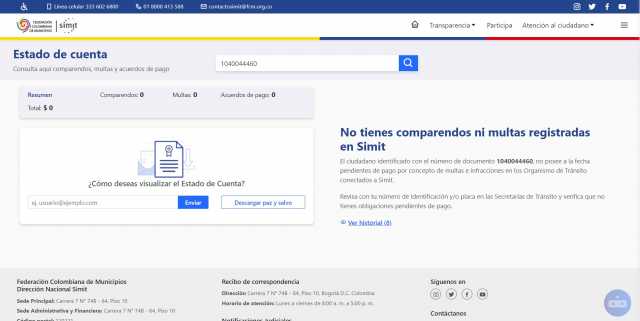 Línea celular 333 602 6800
01 8000 413 588
contactosimit@fcm.org.co
FEDERACIÓN COLOMBIANA DE MUNICIPIOS
simit
Transparencia
Participa
Atención al ciudadano
Estado de cuenta
Consulta aquí comparendos, multas y acuerdos de pago
1040044460
Resumen
Comparendos: 0
Multas: 0
Acuerdos de pago: 0
Total: $ 0
¿Cómo deseas visualizar el Estado de Cuenta?
ej. usuario@ejemplo.com
Enviar
Descargar paz y salvo
No tienes comparendos ni multas registradas
en Simit
El ciudadano identificado con el número de documento 1040044460, no posee a la fecha
pendientes de pago por concepto de multas e infracciones en los Organismo de Tránsito
conectados a Simit.
Revisa con tu número de Identificación y/o placa en las Secretarías de Tránsito y verifica que no
tienes obligaciones pendientes de pago.
Ver historial (8)
Federación Colombiana de Municipios
Dirección Nacional Simit
Sede Principal: Carrera 7 N° 74B - 64, Piso 10
Sede Administrativa y Financiera: Carrera 7 N° 74B - 64, Piso 10
Recibo de correspondencia
Dirección Carrera 7 N° 74B - 64, Piso 10, Bogotá D.C. Colombia
Horario de atención: Lunes a viernes de 8:00 a. m. a 5:00 p. m.
Notificaciones Judiciales
Síguenos en
Contáctanos